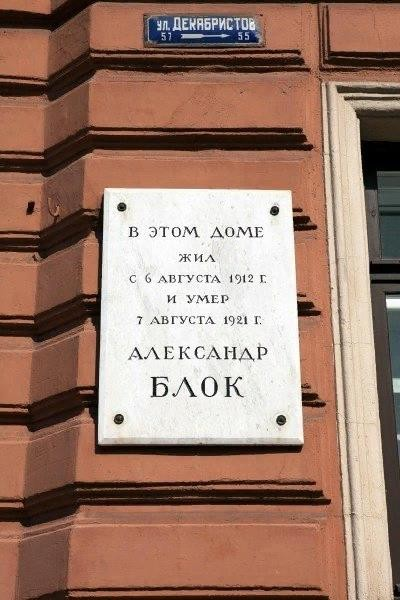 ул. ДЕКАБРИСТОВ
57 55
В ЭТОМ ДОМЕ
ЖИЛ
С 6 АВГУСТА 1912 Г.
И УМЕР
7 АВГУСТА 1921 Г.
АЛЕКСАНДР
БЛОК